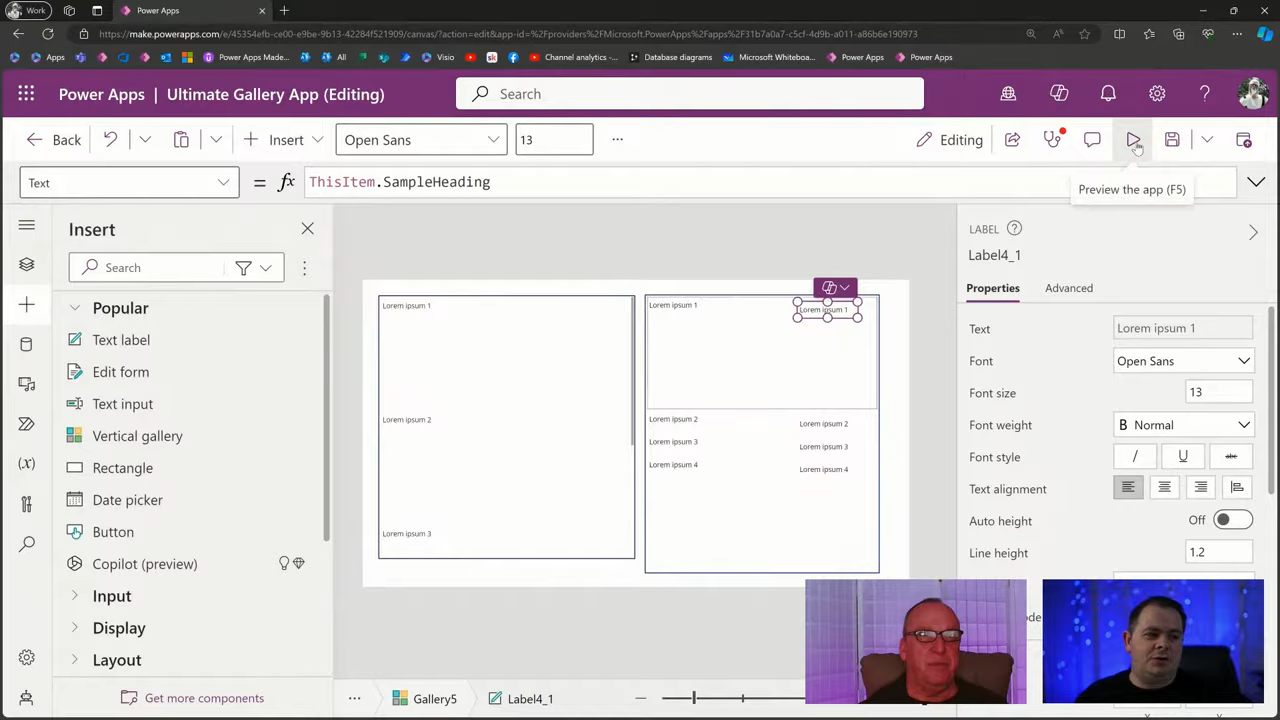 Work
Power Apps
https://make.powerapps.com/e/45354efb-ce00-e9be-9b13-42284f521909/canvas/?action=edit&app-id=%2Fproviders%2FMicrosoft.PowerApps%2Fapps%2F31b7a0a7-c5cf-4d9b-a011-a86b6e193073
Apps
Power Apps Made...
All
Visio
Channel analytics -...
Database diagrams
Microsoft Whiteboa...
Power Apps
Power Apps
Power Apps | Ultimate Gallery App (Editing)
Search
Back
Insert
Open Sans
13
Editing
Text
= fx
ThisItem.SampleHeading
Preview the app (F5)
Insert
Search
Popular
Text label
Edit form
Text input
Vertical gallery
Rectangle
Date picker
Button
Copilot (preview)
Input
Display
Layout
Get more components
Lorem ipsum 1
Lorem ipsum 2
Lorem ipsum 3
Lorem ipsum 1
Lorem ipsum 1
Lorem ipsum 2
Lorem ipsum 2
Lorem ipsum 3
Lorem ipsum 3
Lorem ipsum 4
Lorem ipsum 4
Gallery5
Label4_1
LABEL
Label4_1
Properties
Advanced
Text
Lorem ipsum 1
Font
Open Sans
Font size
13
Font weight
B Normal
Font style
/ U abc
Text alignment
Auto height
Off
Line height
1.2